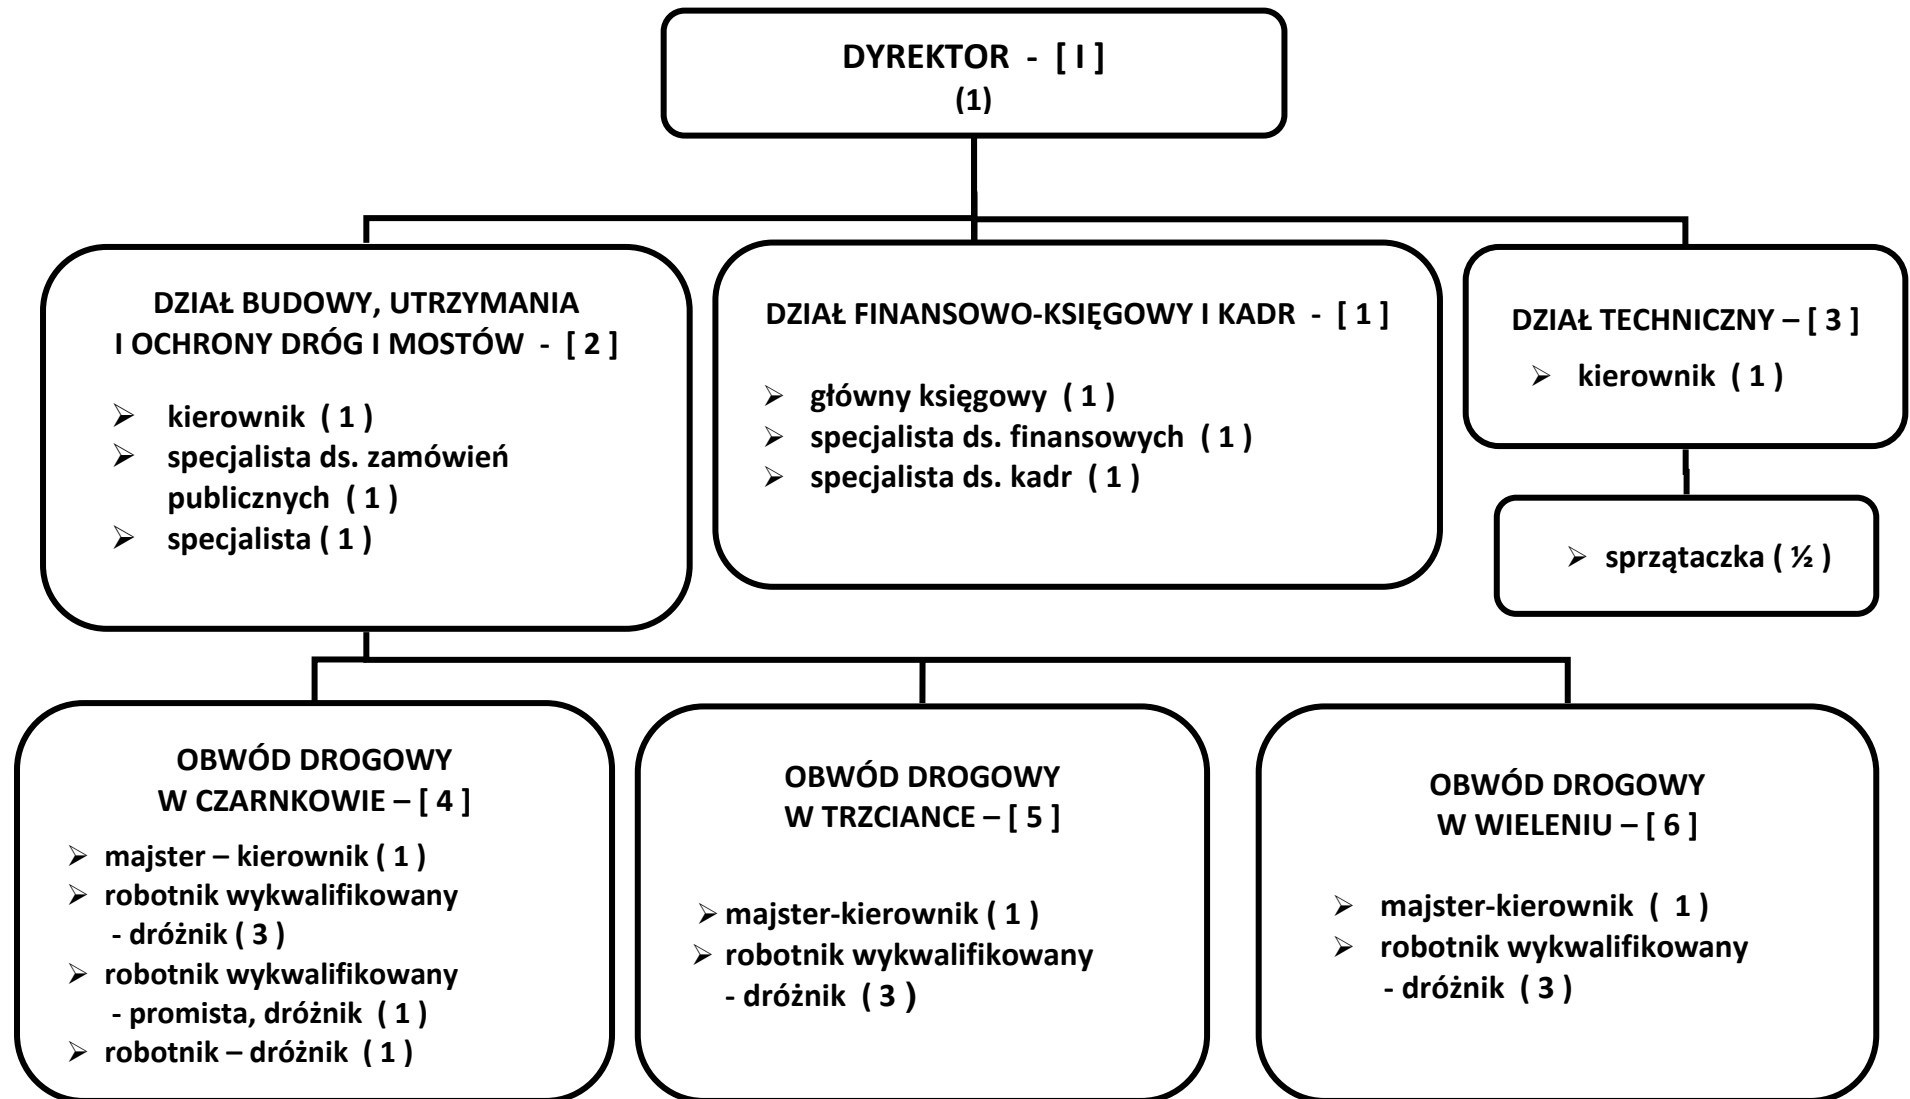 DYREKTOR - [ I ]
(1)
DZIAŁ BUDOWY, UTRZYMANIA
I OCHRONY DRÓG I MOSTÓW - [ 2 ]
➢ kierownik ( 1 )
➢ specjalista ds. zamówień
publicznych ( 1 )
➢ specjalista ( 1 )
DZIAŁ FINANSOWO-KSIĘGOWY I KADR - [ 1 ]
➢ główny księgowy ( 1 )
➢ specjalista ds. finansowych ( 1 )
➢ specjalista ds. kadr ( 1 )
DZIAŁ TECHNICZNY – [ 3 ]
➢ kierownik ( 1 )
➢ sprzątaczka ( ½ )
OBWÓD DROGOWY
W CZARNKOWIE – [ 4 ]
➢ majster – kierownik ( 1 )
➢ robotnik wykwalifikowany
- dróżnik ( 3 )
➢ robotnik wykwalifikowany
- promista, dróżnik ( 1 )
➢ robotnik – dróżnik ( 1 )
OBWÓD DROGOWY
W TRZCIANCE – [ 5 ]
➢ majster-kierownik ( 1 )
➢ robotnik wykwalifikowany
- dróżnik ( 3 )
OBWÓD DROGOWY
W WIELENIU – [ 6 ]
➢ majster-kierownik ( 1 )
➢ robotnik wykwalifikowany
- dróżnik ( 3 )